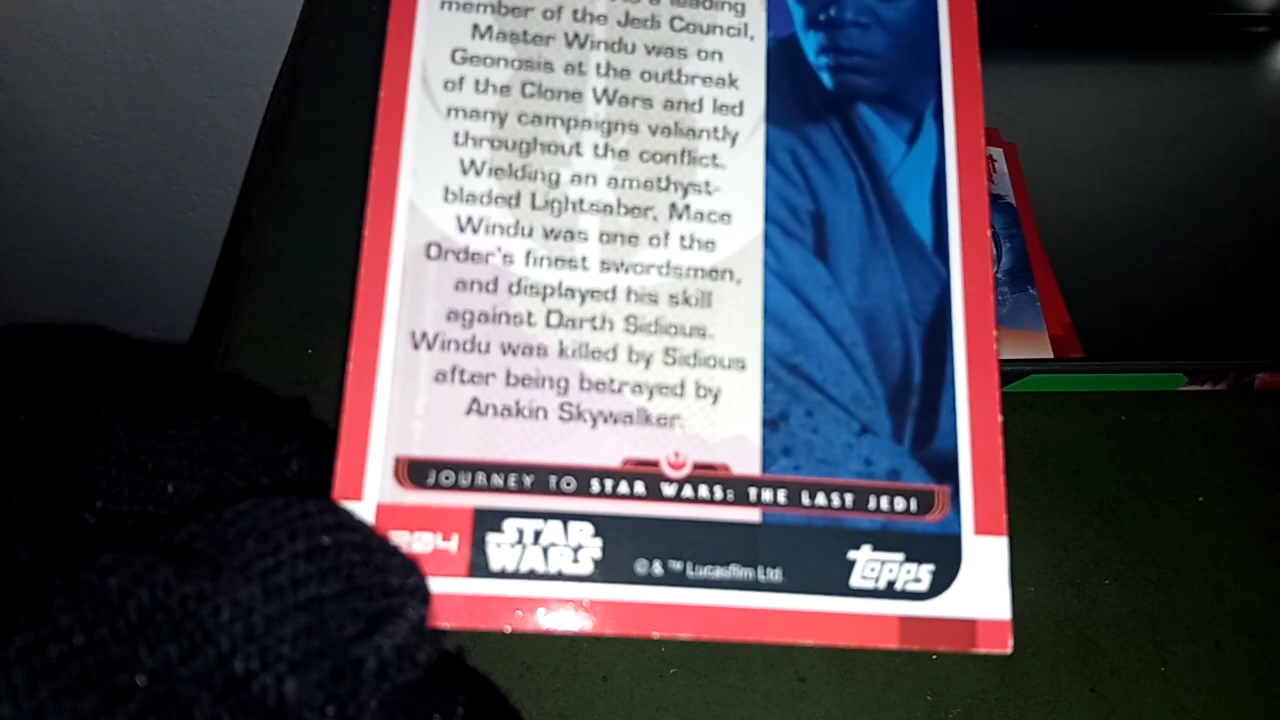 leading
member of the Jedi Council,
Master Windu was on
Geonosis at the outbreak
of the Clone Wars and led
many campaigns valiantly
throughout the conflict.
Wielding an amethyst-
bladed Lightsaber, Mace
Windu was one of the
Order's finest swordsmen,
and displayed his skill
against Darth Sidious.
Windu was killed by Sidious
after being betrayed by
Anakin Skywalker.
JOURNEY TO STAR WARS: THE LAST JEDI
204
STAR WARS
© & ™ Lucasfilm Ltd.
topps